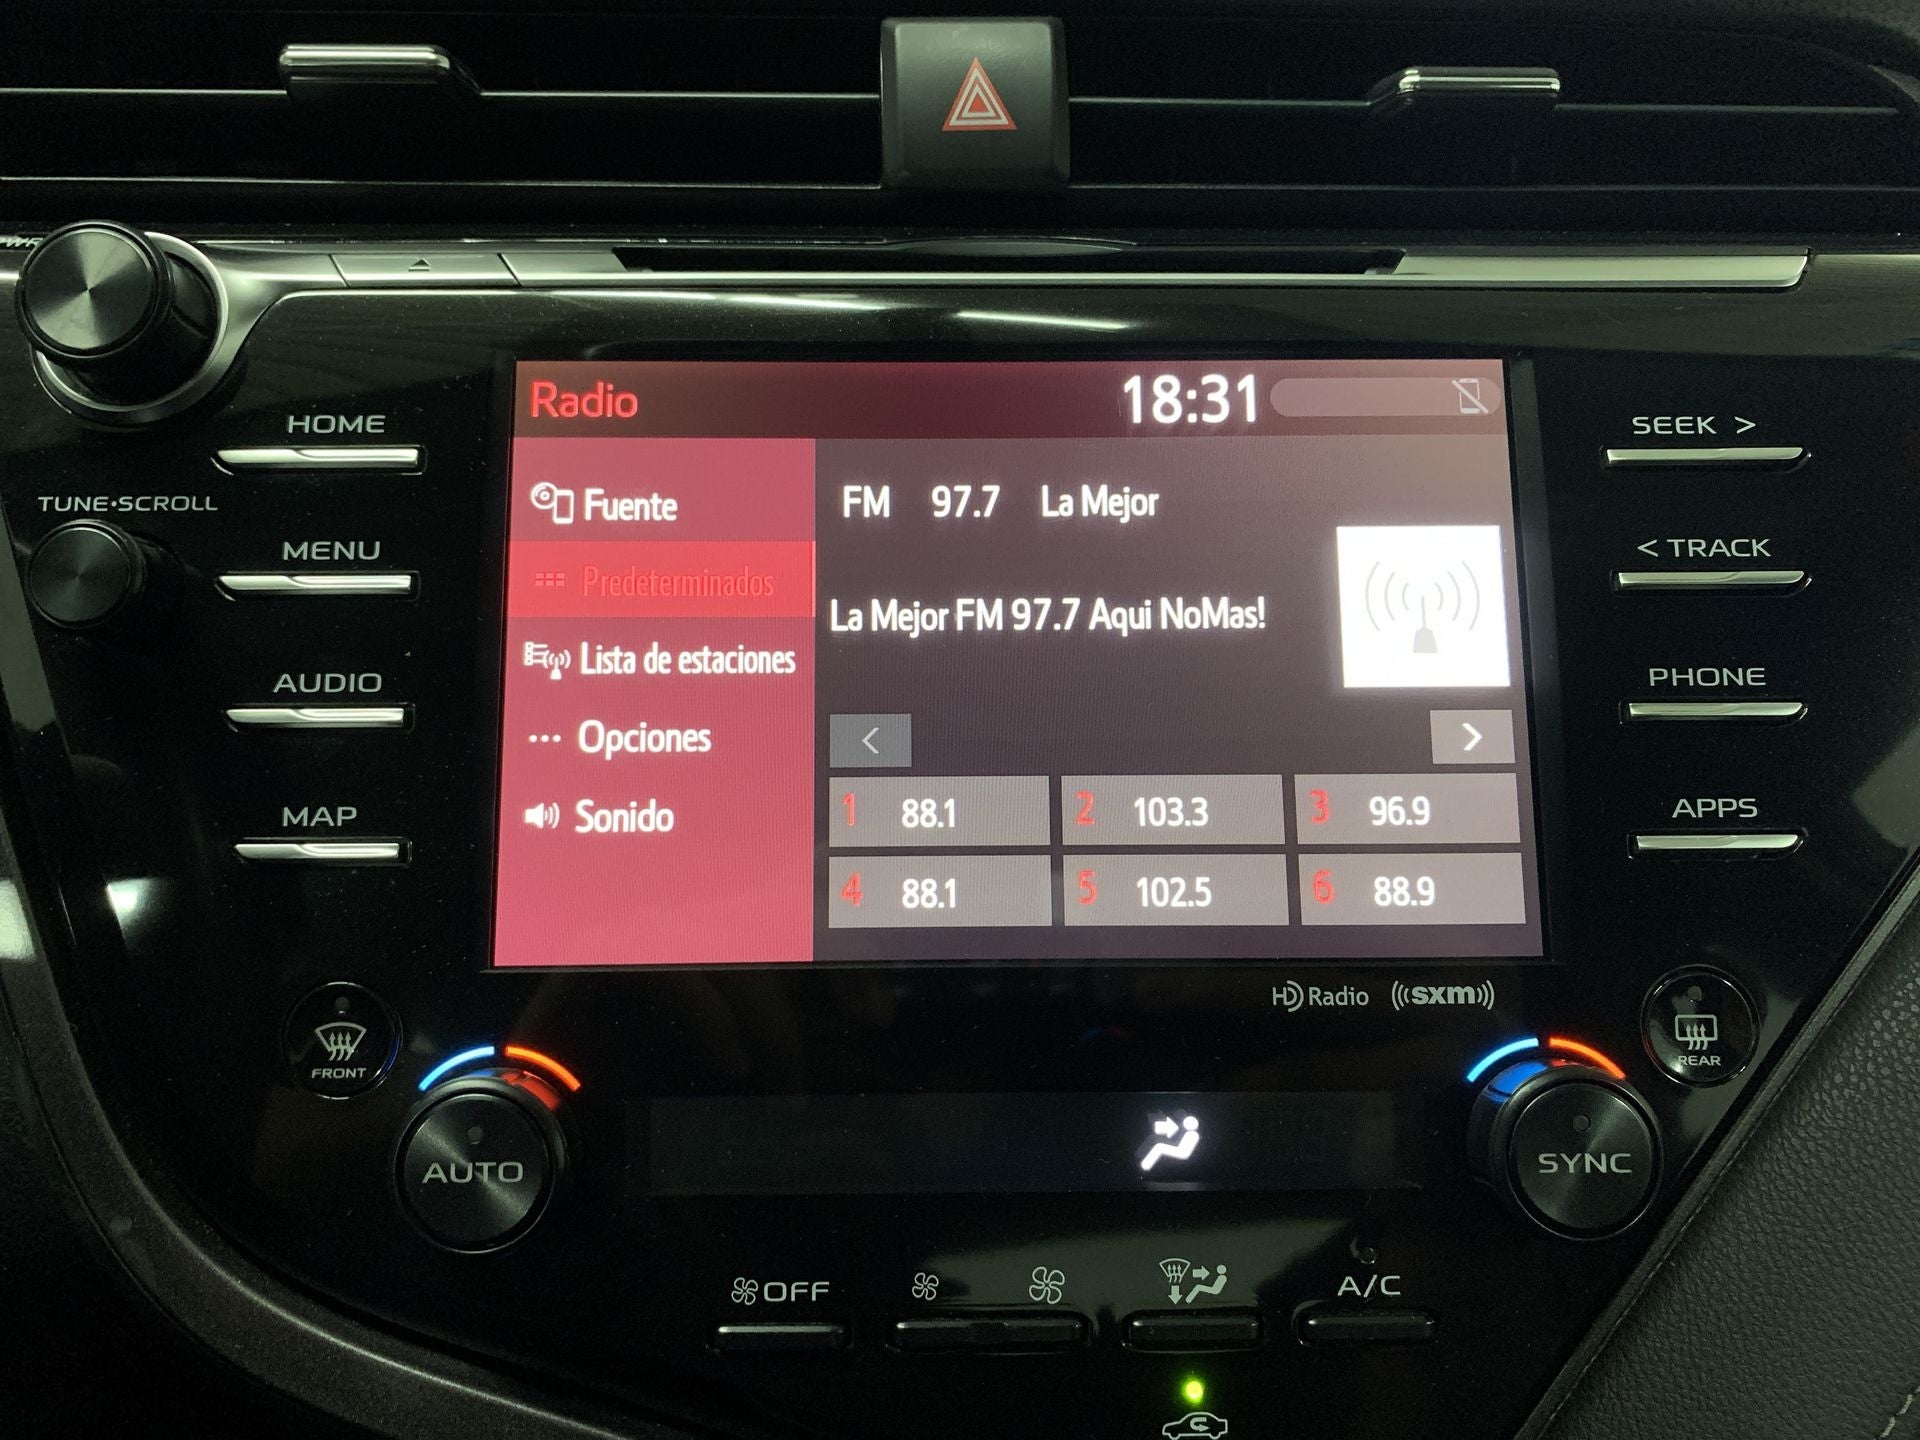 Radio 18:31
HOME
TUNE•SCROLL
MENU
AUDIO
MAP
Fuente
Predeterminados
Lista de estaciones
Opciones
Sonido
FM 97.7 La Mejor
La Mejor FM 97.7 Aqui NoMas!
< >
1 88.1 2 103.3 3 96.9
4 88.1 5 102.5 6 88.9
SEEK >
< TRACK
PHONE
APPS
HD Radio ((((sxm))))
FRONT
REAR
AUTO
SYNC
OFF
A/C